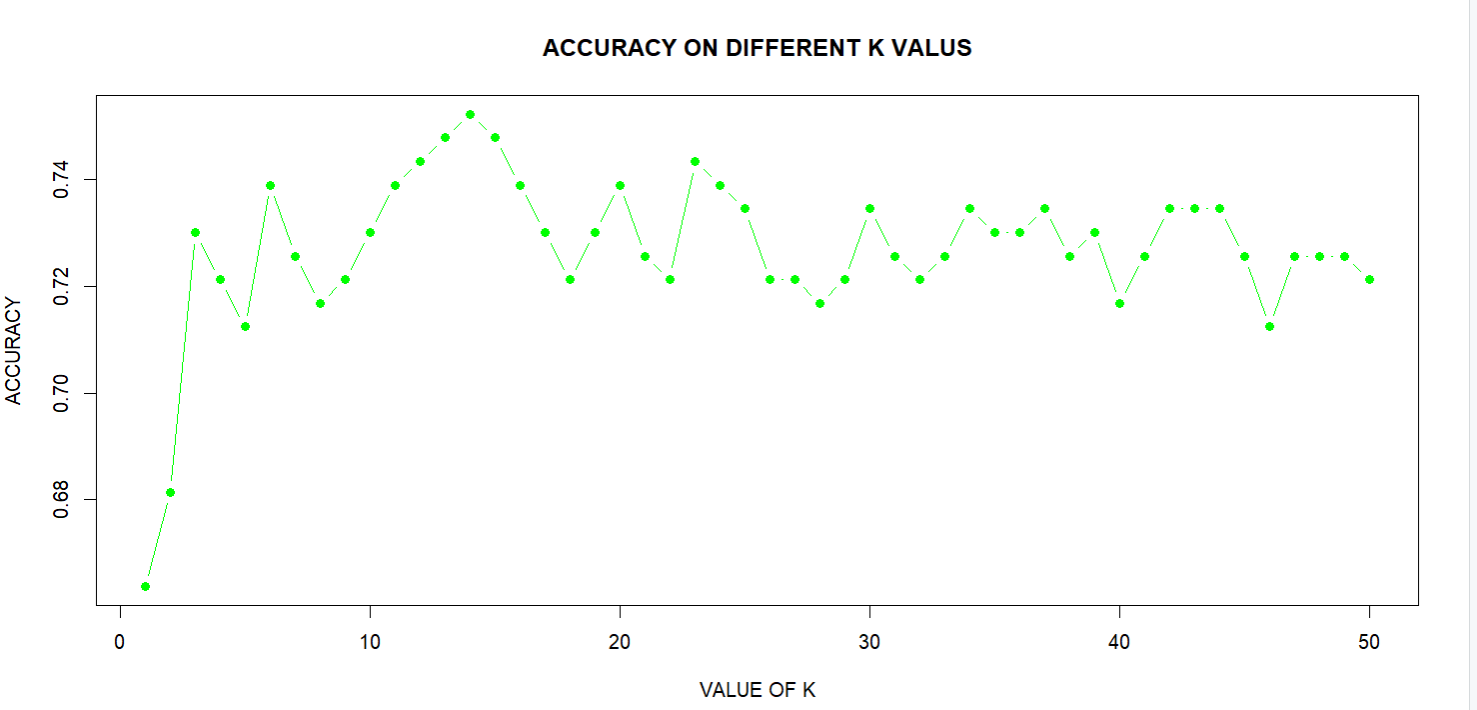 ACCURACY ON DIFFERENT K VALUS
0.74
0.72
0.70
0.68
ACCURACY
0 10 20 30 40 50
VALUE OF K